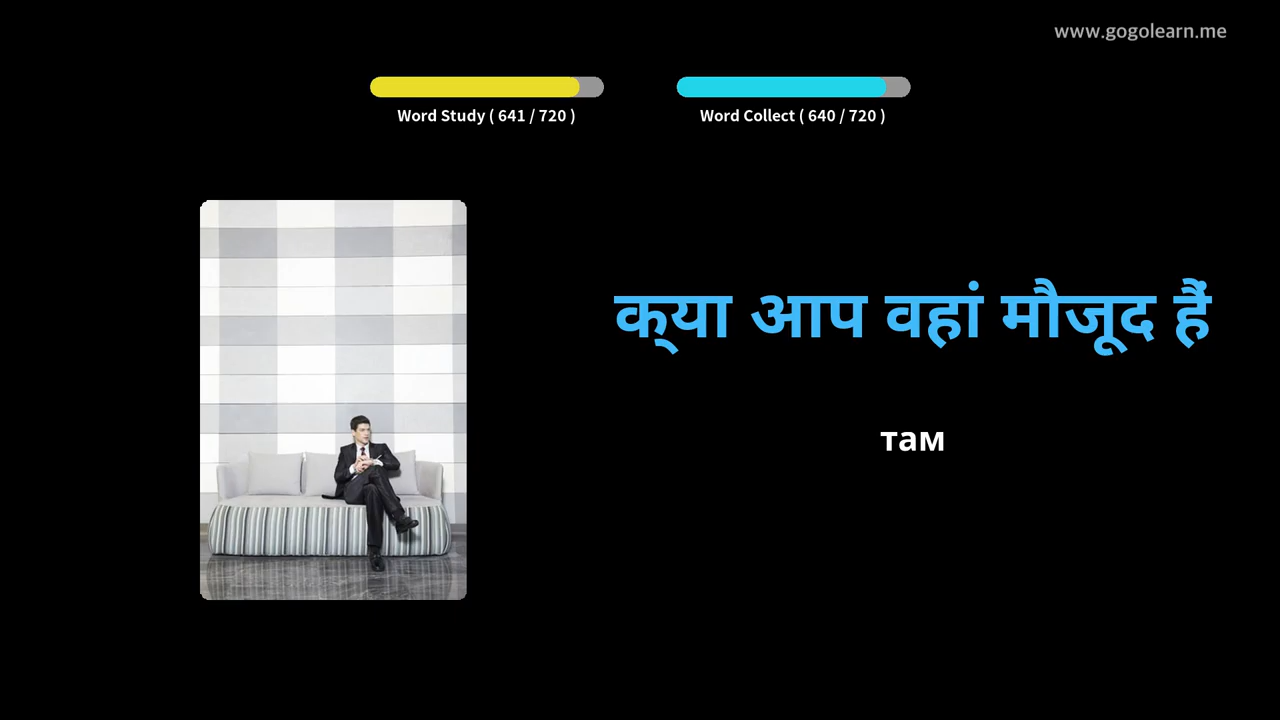 www.gogolearn.me
Word Study ( 641 / 720 )
Word Collect ( 640 / 720 )
क्या आप वहां मौजूद हैं
там